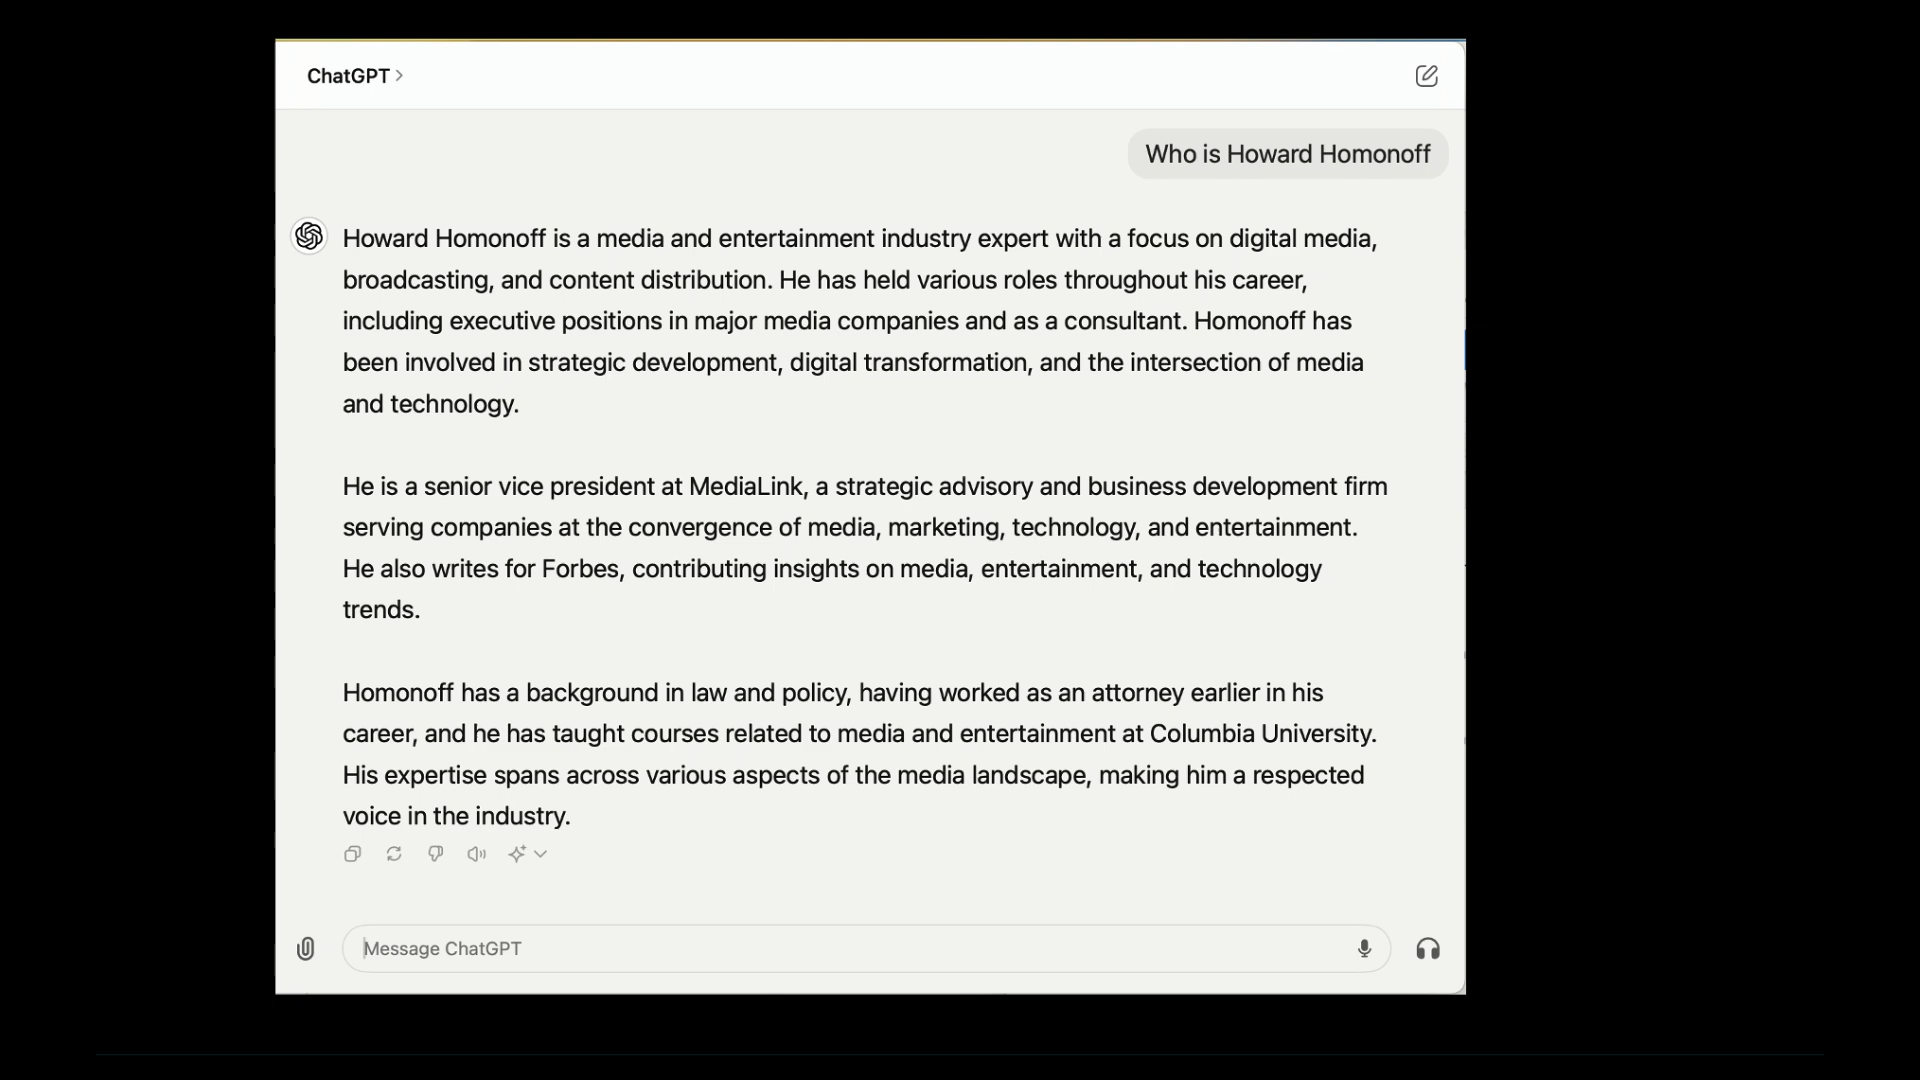 ChatGPT
Who is Howard Homonoff
Howard Homonoff is a media and entertainment industry expert with a focus on digital media,
broadcasting, and content distribution. He has held various roles throughout his career,
including executive positions in major media companies and as a consultant. Homonoff has
been involved in strategic development, digital transformation, and the intersection of media
and technology.
He is a senior vice president at MediaLink, a strategic advisory and business development firm
serving companies at the convergence of media, marketing, technology, and entertainment.
He also writes for Forbes, contributing insights on media, entertainment, and technology
trends.
Homonoff has a background in law and policy, having worked as an attorney earlier in his
career, and he has taught courses related to media and entertainment at Columbia University.
His expertise spans across various aspects of the media landscape, making him a respected
voice in the industry.
Message ChatGPT